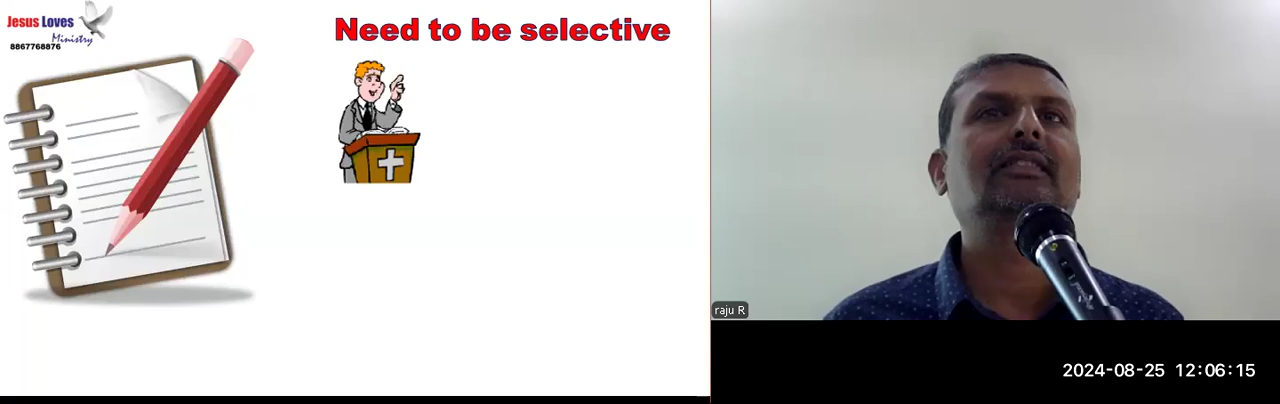 Jesus Loves
Ministry
8867768876
Need to be selective
raju R
2024-08-25 12:06:15